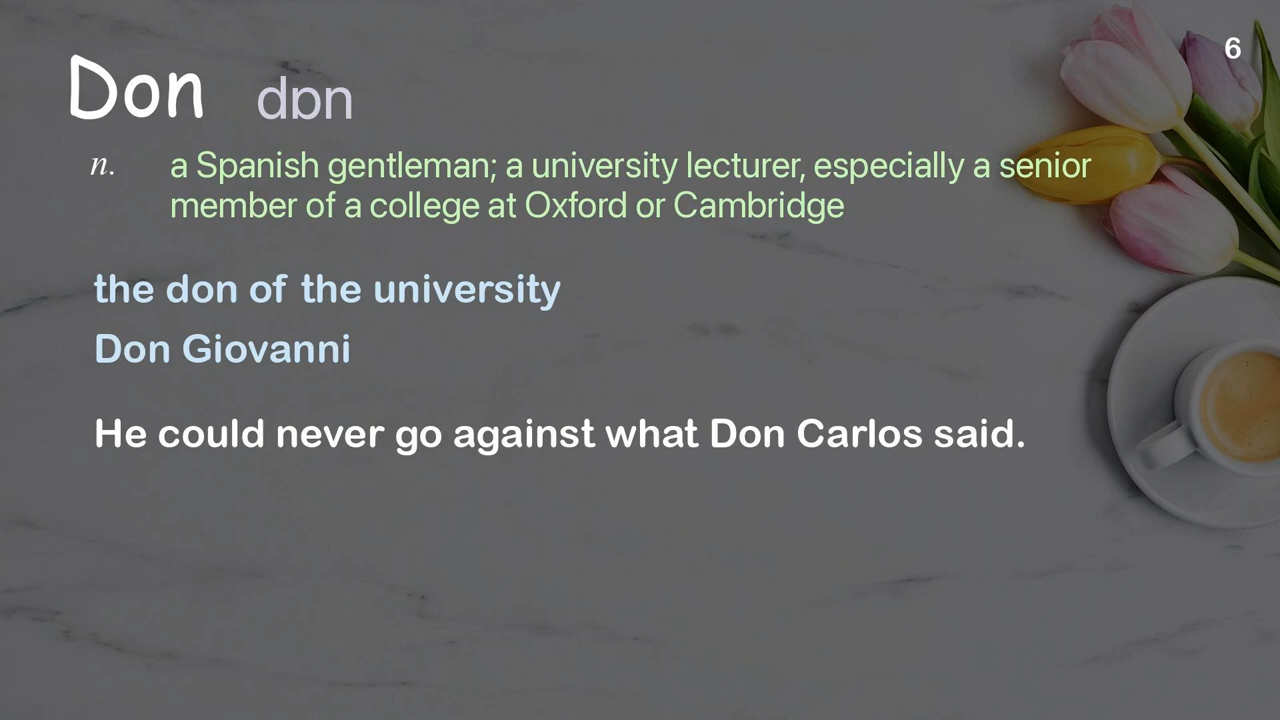 6
Don dɒn
n. a Spanish gentleman; a university lecturer, especially a senior
member of a college at Oxford or Cambridge
the don of the university
Don Giovanni
He could never go against what Don Carlos said.